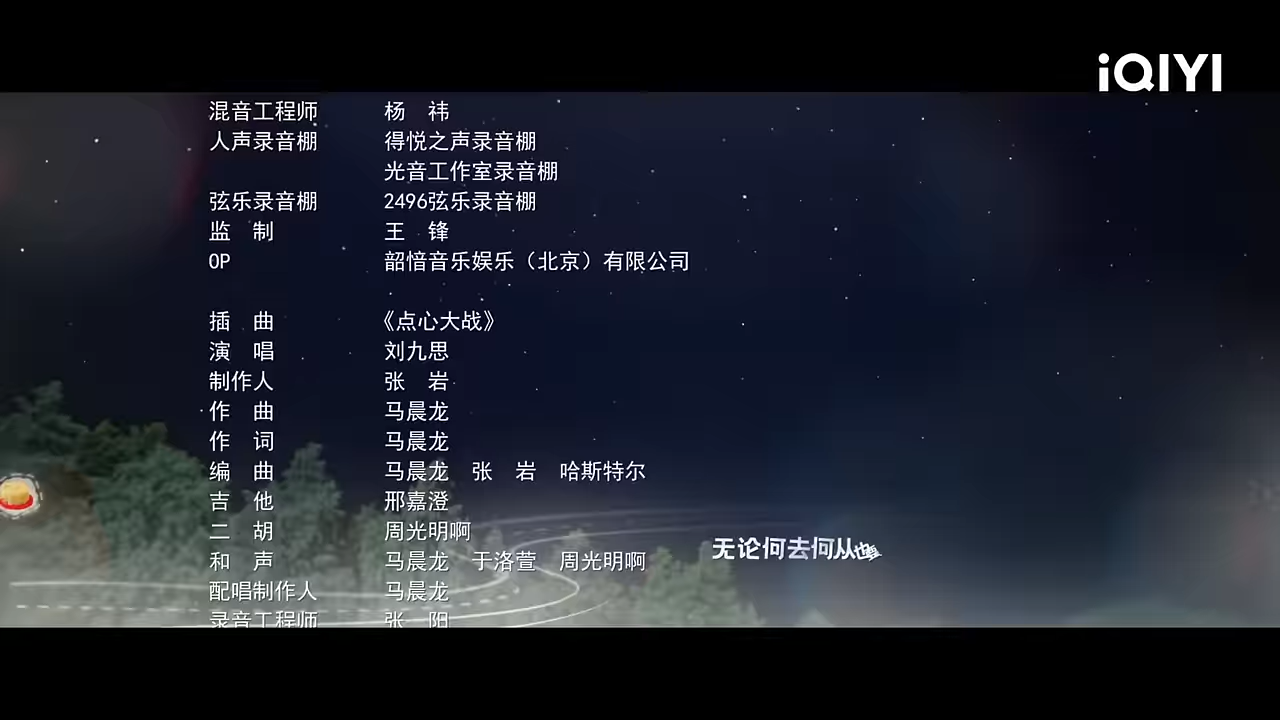 iQIYI
混音工程师 杨 祎
人声录音棚 得悦之声录音棚
光音工作室录音棚
弦乐录音棚 2496弦乐录音棚
监 制 王 锋
OP 韶愔音乐娱乐（北京）有限公司
插 曲 《点心大战》
演 唱 刘九思
制作人 张 岩
作 曲 马晨龙
作 词 马晨龙
编 曲 马晨龙 张 岩 哈斯特尔
吉 他 邢嘉澄
二 胡 周光明啊
和 声 马晨龙 于洛萱 周光明啊
无论何去何从也
配唱制作人 马晨龙
录音工程师 张 阳